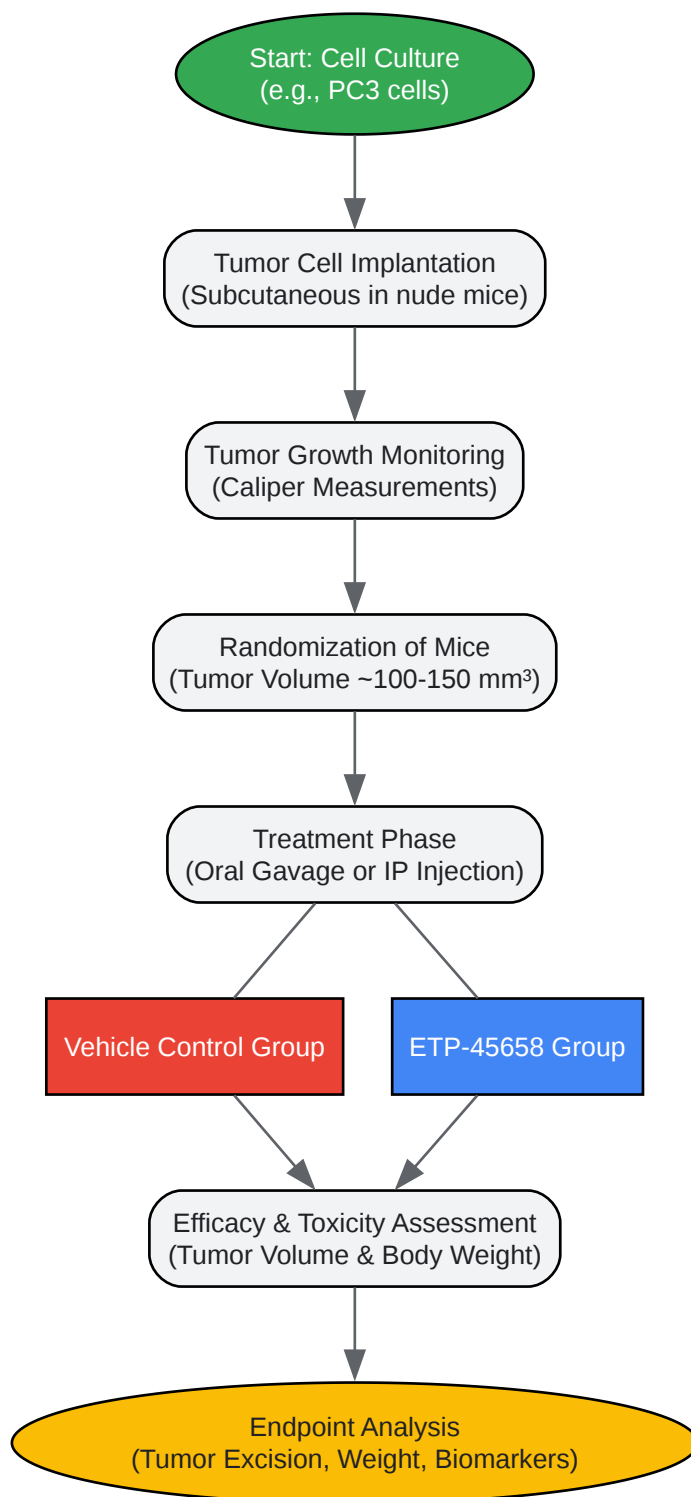 Start: Cell Culture
(e.g., PC3 cells)
Tumor Cell Implantation
(Subcutaneous in nude mice)
Tumor Growth Monitoring
(Caliper Measurements)
Randomization of Mice
(Tumor Volume ~100-150 mm³)
Treatment Phase
(Oral Gavage or IP Injection)
Vehicle Control Group
ETP-45658 Group
Efficacy & Toxicity Assessment
(Tumor Volume & Body Weight)
Endpoint Analysis
(Tumor Excision, Weight, Biomarkers)